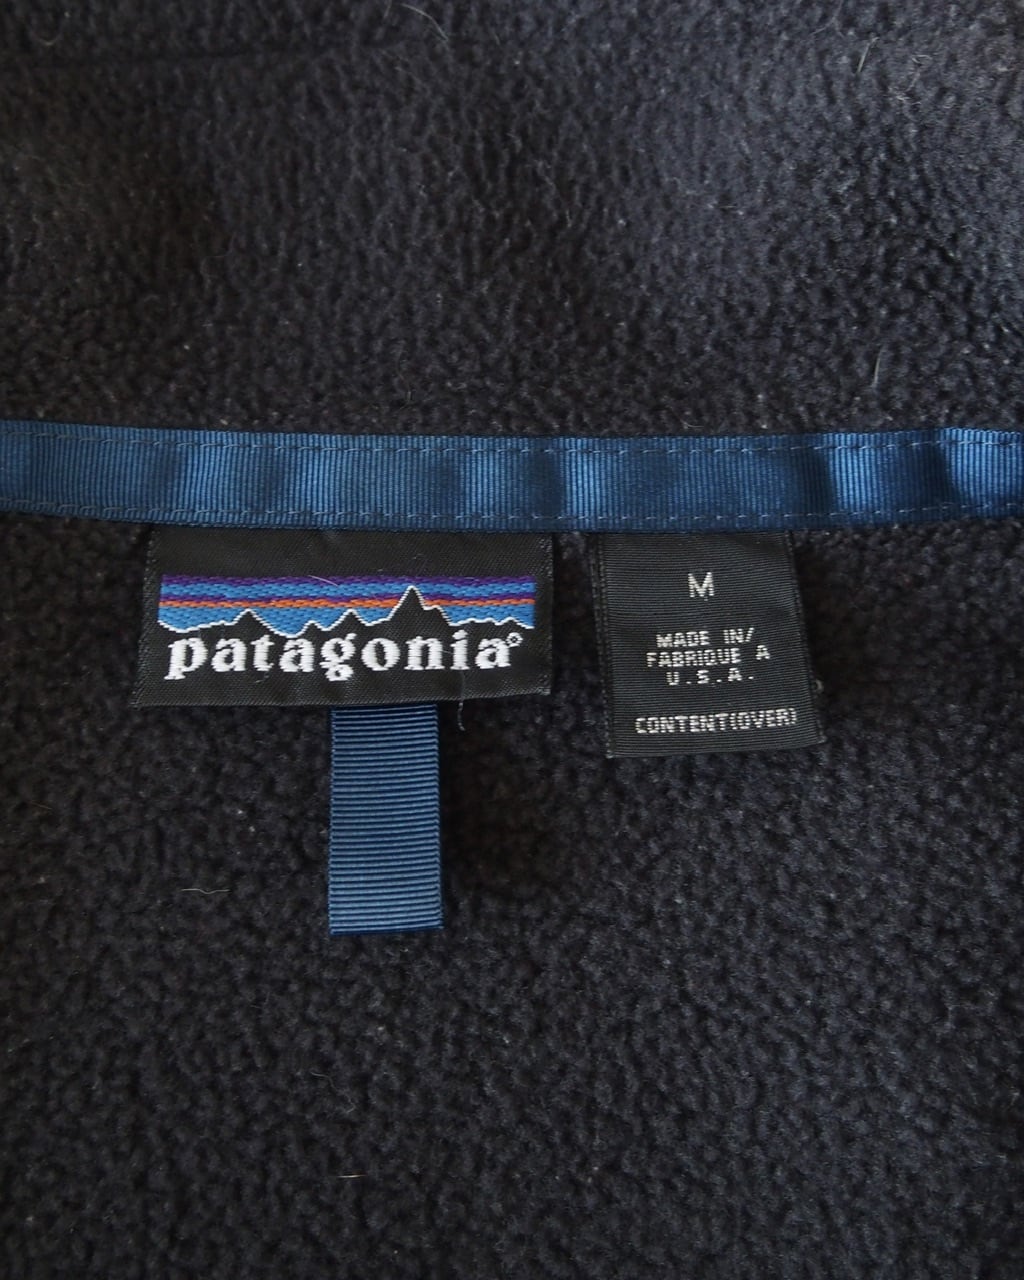 patagonia®
M
MADE IN/
FABRIQUE A
U.S.A.
CONTENT(OVER)